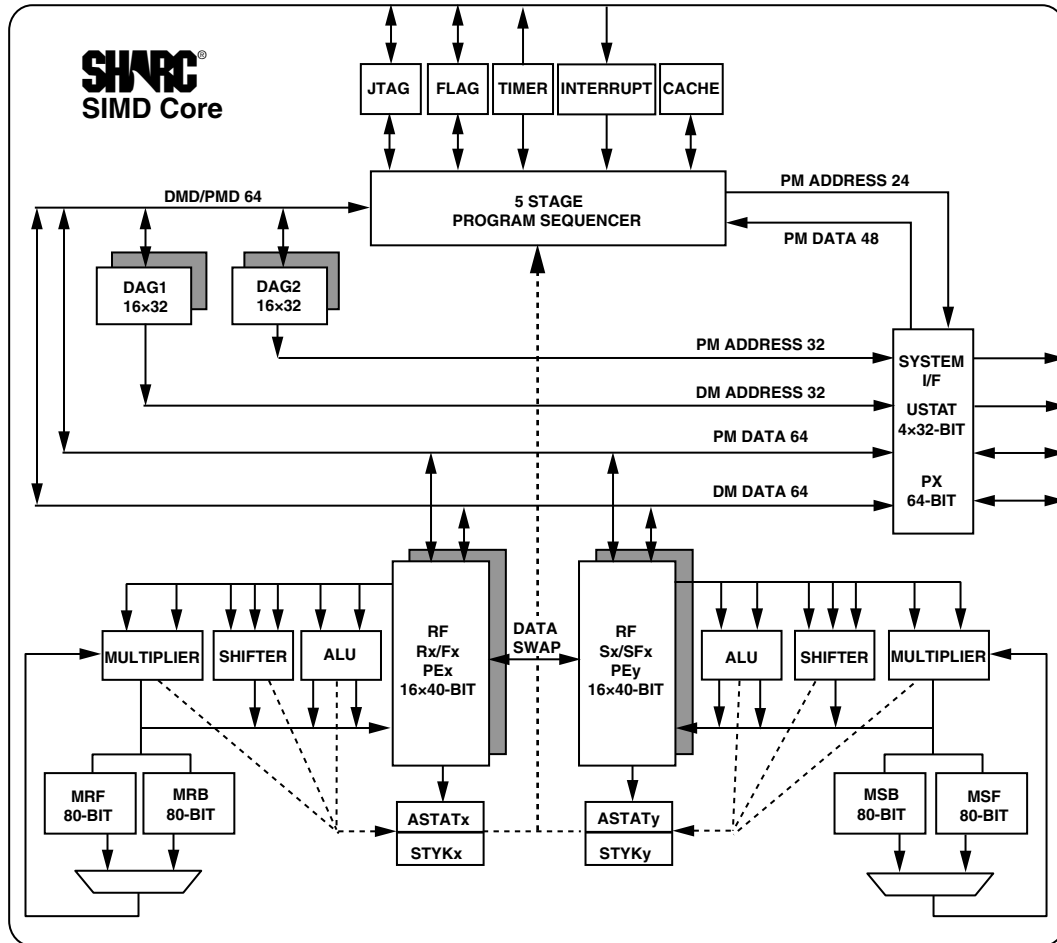 SHARC®
SIMD Core
JTAG
FLAG
TIMER
INTERRUPT
CACHE
DMD/PMD 64
5 STAGE
PROGRAM SEQUENCER
PM ADDRESS 24
PM DATA 48
DAG1
16×32
DAG2
16×32
PM ADDRESS 32
DM ADDRESS 32
PM DATA 64
DM DATA 64
SYSTEM
I/F
USTAT
4×32-BIT
PX
64-BIT
MULTIPLIER
SHIFTER
ALU
RF
Rx/Fx
PEx
16×40-BIT
DATA
SWAP
RF
Sx/SFx
PEy
16×40-BIT
ALU
SHIFTER
MULTIPLIER
MRF
80-BIT
MRB
80-BIT
ASTATx
STYKx
ASTATy
STYKy
MSB
80-BIT
MSF
80-BIT